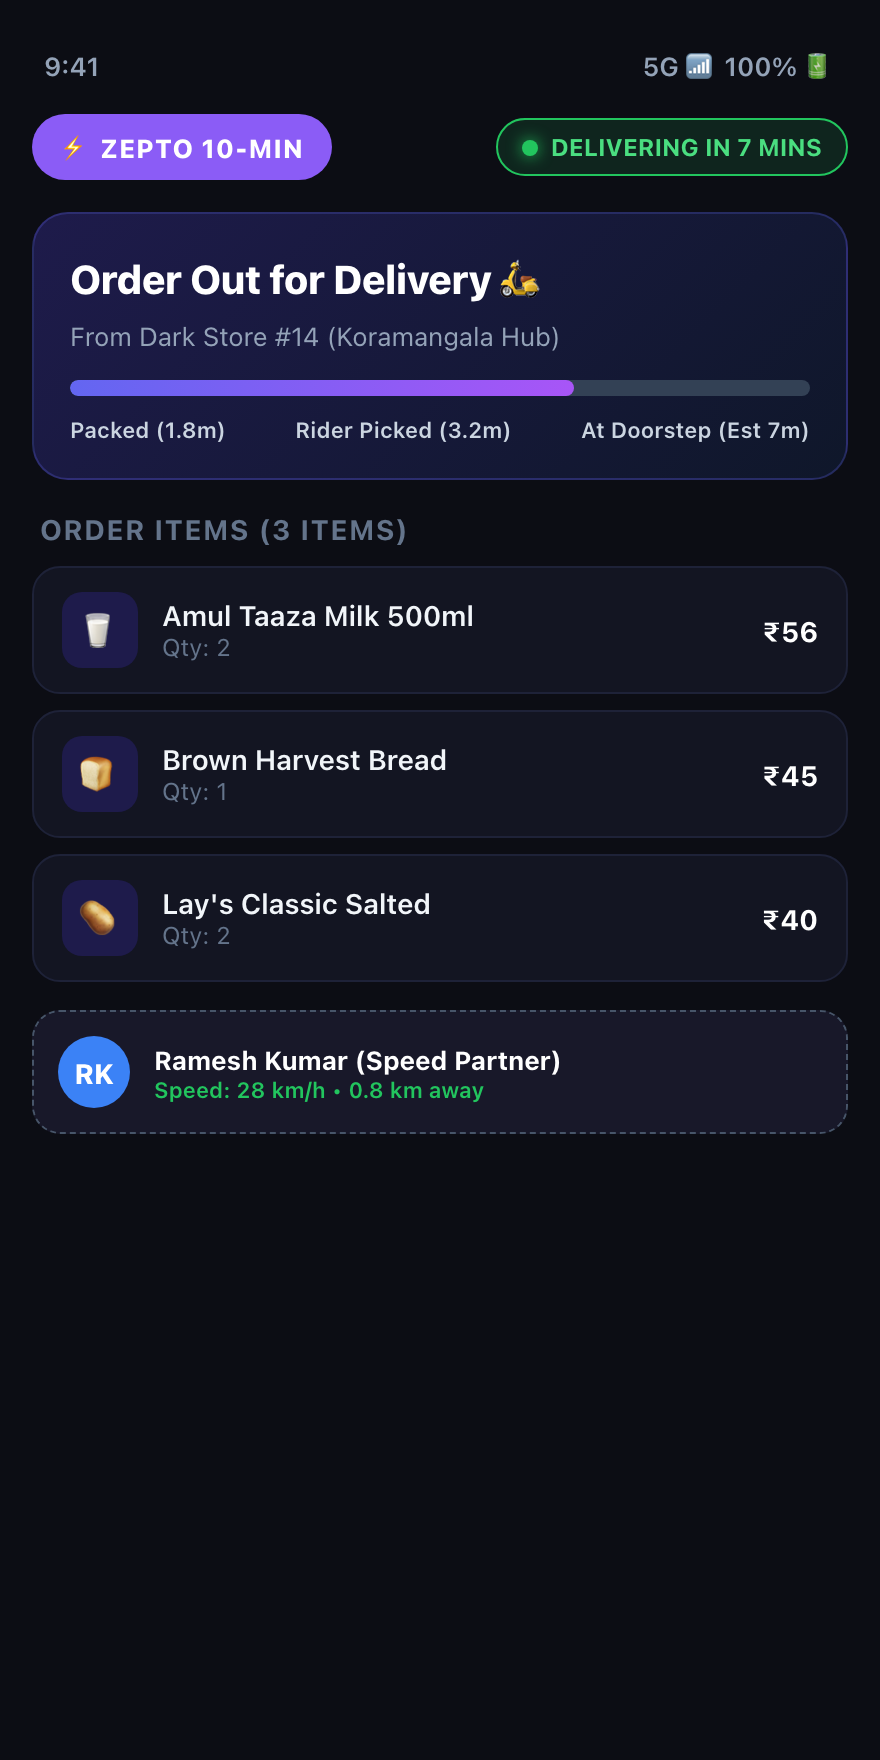 9:41
5G 100%
ZEPTO 10-MIN
DELIVERING IN 7 MINS
Order Out for Delivery
From Dark Store #14 (Koramangala Hub)
Packed (1.8m)
Rider Picked (3.2m)
At Doorstep (Est 7m)
ORDER ITEMS (3 ITEMS)
Amul Taaza Milk 500ml
Qty: 2
₹56
Brown Harvest Bread
Qty: 1
₹45
Lay's Classic Salted
Qty: 2
₹40
RK
Ramesh Kumar (Speed Partner)
Speed: 28 km/h • 0.8 km away